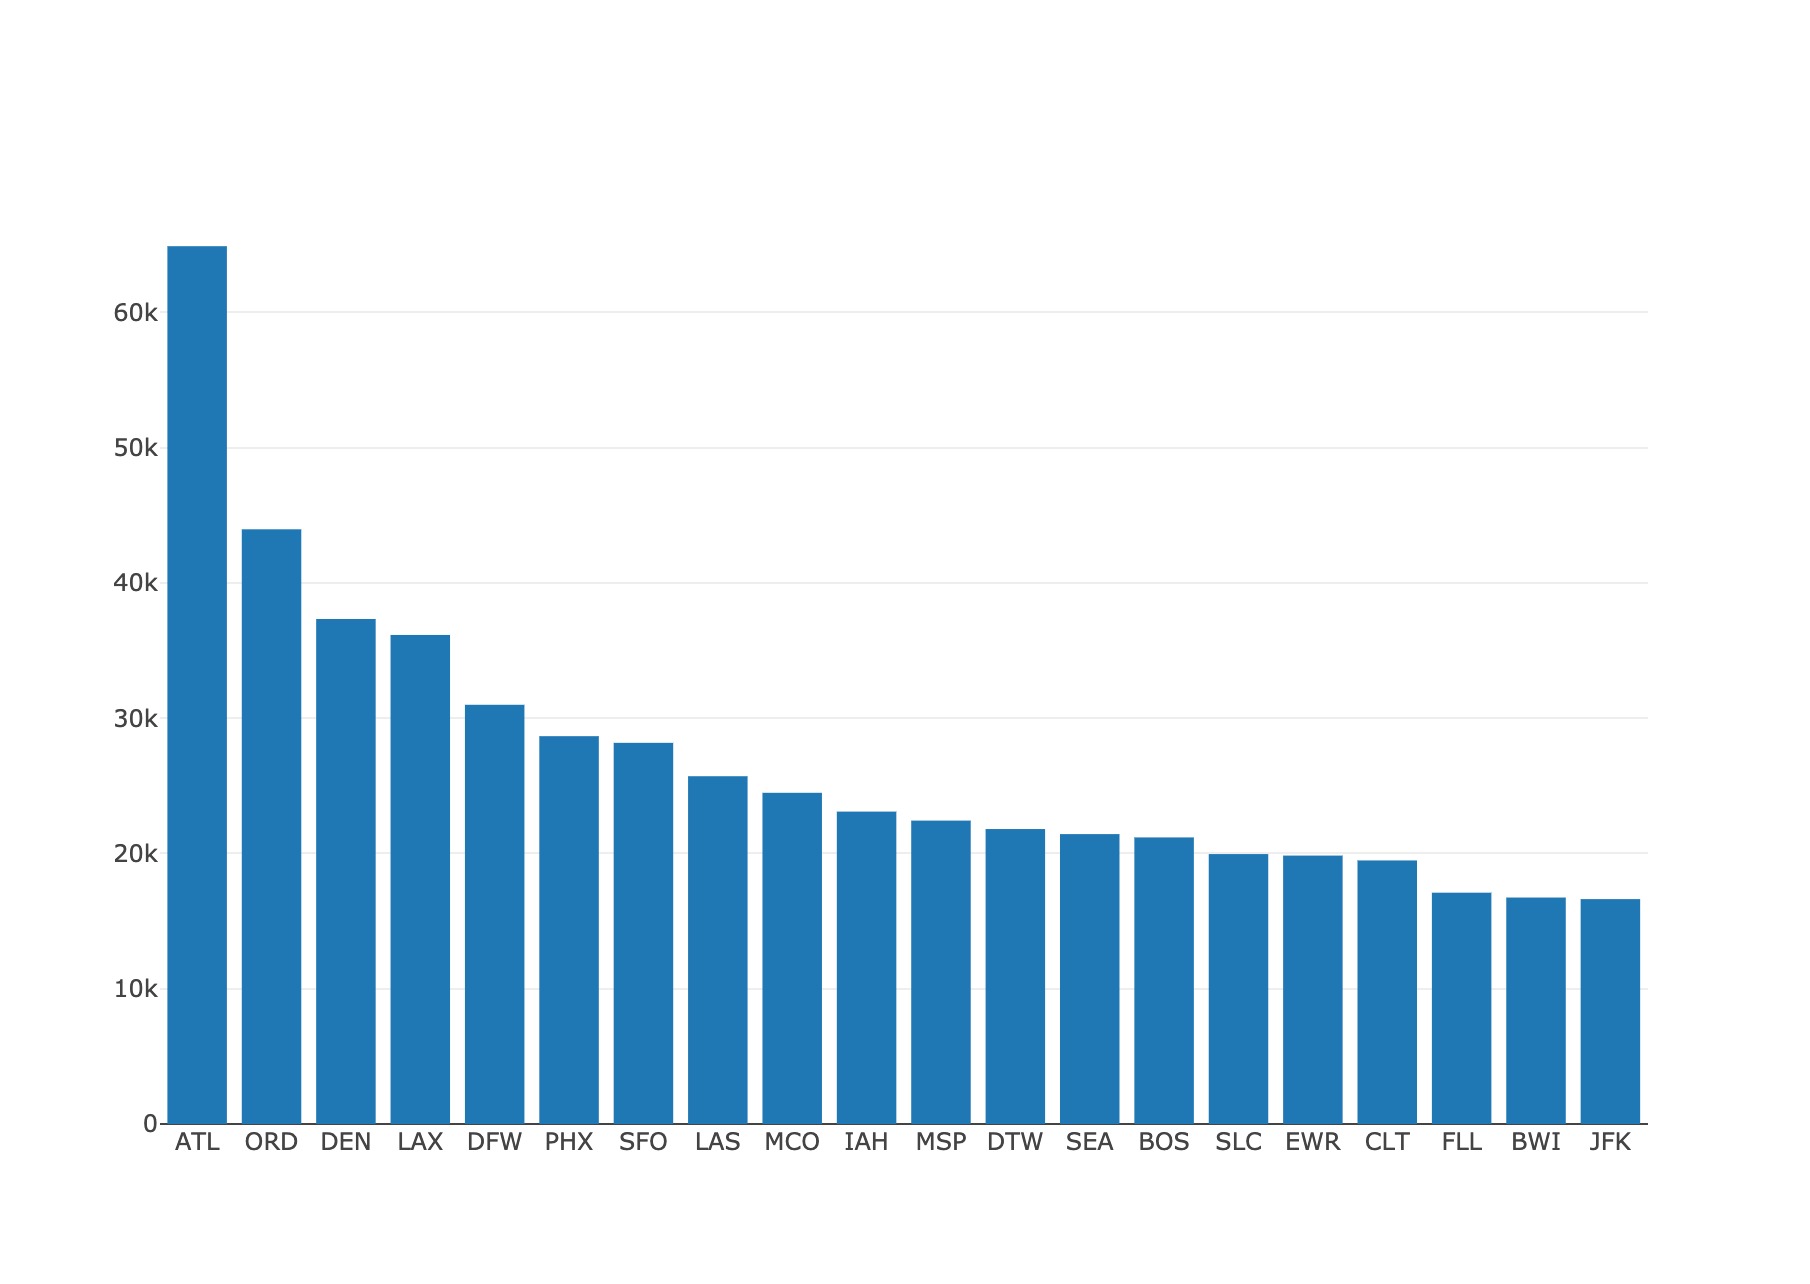 60k
50k
40k
30k
20k
10k
0
ATL ORD DEN LAX DFW PHX SFO LAS MCO IAH MSP DTW SEA BOS SLC EWR CLT FLL BWI JFK